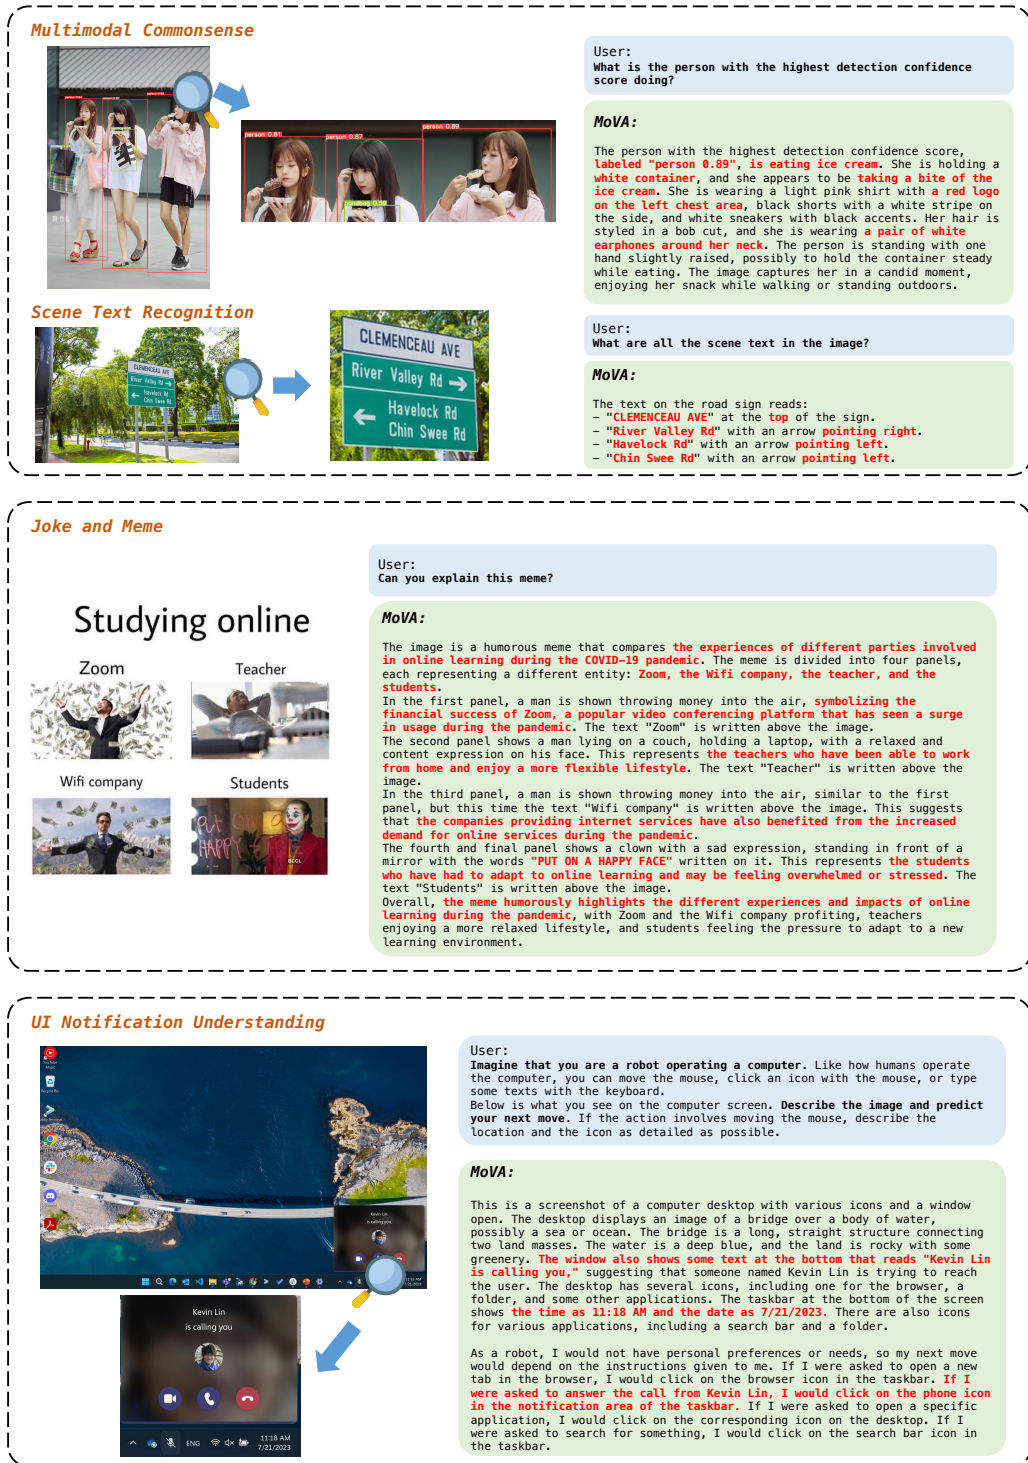 Multimodal Commonsense
person 0.81
person 0.87
person 0.89
handbag 0.59
User:
What is the person with the highest detection confidence
score doing?
MoVA:
The person with the highest detection confidence score,
labeled "person 0.89", is eating ice cream. She is holding a
white container, and she appears to be taking a bite of the
ice cream. She is wearing a light pink shirt with a red logo
on the left chest area, black shorts with a white stripe on
the side, and white sneakers with black accents. Her hair is
styled in a bob cut, and she is wearing a pair of white
earphones around her neck. The person is standing with one
hand slightly raised, possibly to hold the container steady
while eating. The image captures her in a candid moment,
enjoying her snack while walking or standing outdoors.
Scene Text Recognition
CLEMENCEAU AVE
River Valley Rd →
← Havelock Rd
Chin Swee Rd
CLEMENCEAU AVE
River Valley Rd →
← Havelock Rd
Chin Swee Rd
User:
What are all the scene text in the image?
MoVA:
The text on the road sign reads:
– "CLEMENCEAU AVE" at the top of the sign.
– "River Valley Rd" with an arrow pointing right.
– "Havelock Rd" with an arrow pointing left.
– "Chin Swee Rd" with an arrow pointing left.
Joke and Meme
Studying online
Zoom
Teacher
Wifi company
Students
PUT ON A
HAPPY
BCCL
User:
Can you explain this meme?
MoVA:
The image is a humorous meme that compares the experiences of different parties involved
in online learning during the COVID–19 pandemic. The meme is divided into four panels,
each representing a different entity: Zoom, the Wifi company, the teacher, and the
students.
In the first panel, a man is shown throwing money into the air, symbolizing the
financial success of Zoom, a popular video conferencing platform that has seen a surge
in usage during the pandemic. The text "Zoom" is written above the image.
The second panel shows a man lying on a couch, holding a laptop, with a relaxed and
content expression on his face. This represents the teachers who have been able to work
from home and enjoy a more flexible lifestyle. The text "Teacher" is written above the
image.
In the third panel, a man is shown throwing money into the air, similar to the first
panel, but this time the text "Wifi company" is written above the image. This suggests
that the companies providing internet services have also benefited from the increased
demand for online services during the pandemic.
The fourth and final panel shows a clown with a sad expression, standing in front of a
mirror with the words "PUT ON A HAPPY FACE" written on it. This represents the students
who have had to adapt to online learning and may be feeling overwhelmed or stressed. The
text "Students" is written above the image.
Overall, the meme humorously highlights the different experiences and impacts of online
learning during the pandemic, with Zoom and the Wifi company profiting, teachers
enjoying a more relaxed lifestyle, and students feeling the pressure to adapt to a new
learning environment.
UI Notification Understanding
Kevin Lin
is calling you
11:18 AM
7/21/2023
Kevin Lin
is calling you
ENG
11:18 AM
7/21/2023
User:
Imagine that you are a robot operating a computer. Like how humans operate
the computer, you can move the mouse, click an icon with the mouse, or type
some texts with the keyboard.
Below is what you see on the computer screen. Describe the image and predict
your next move. If the action involves moving the mouse, describe the
location and the icon as detailed as possible.
MoVA:
This is a screenshot of a computer desktop with various icons and a window
open. The desktop displays an image of a bridge over a body of water,
possibly a sea or ocean. The bridge is a long, straight structure connecting
two land masses. The water is a deep blue, and the land is rocky with some
greenery. The window also shows some text at the bottom that reads "Kevin Lin
is calling you," suggesting that someone named Kevin Lin is trying to reach
the user. The desktop has several icons, including one for the browser, a
folder, and some other applications. The taskbar at the bottom of the screen
shows the time as 11:18 AM and the date as 7/21/2023. There are also icons
for various applications, including a search bar and a folder.
As a robot, I would not have personal preferences or needs, so my next move
would depend on the instructions given to me. If I were asked to open a new
tab in the browser, I would click on the browser icon in the taskbar. If I
were asked to answer the call from Kevin Lin, I would click on the phone icon
in the notification area of the taskbar. If I were asked to open a specific
application, I would click on the corresponding icon on the desktop. If I
were asked to search for something, I would click on the search bar icon in
the taskbar.